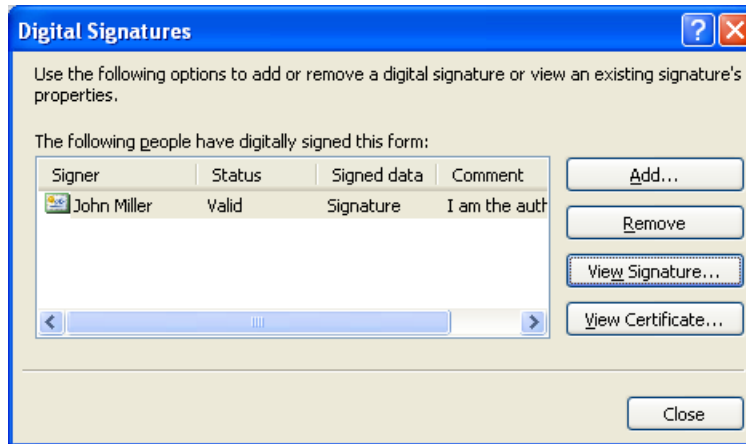 Digital Signatures
Use the following options to add or remove a digital signature or view an existing signature's
properties.
The following people have digitally signed this form:
Signer Status Signed data Comment
John Miller Valid Signature I am the auth
Add...
Remove
View Signature...
View Certificate...
Close